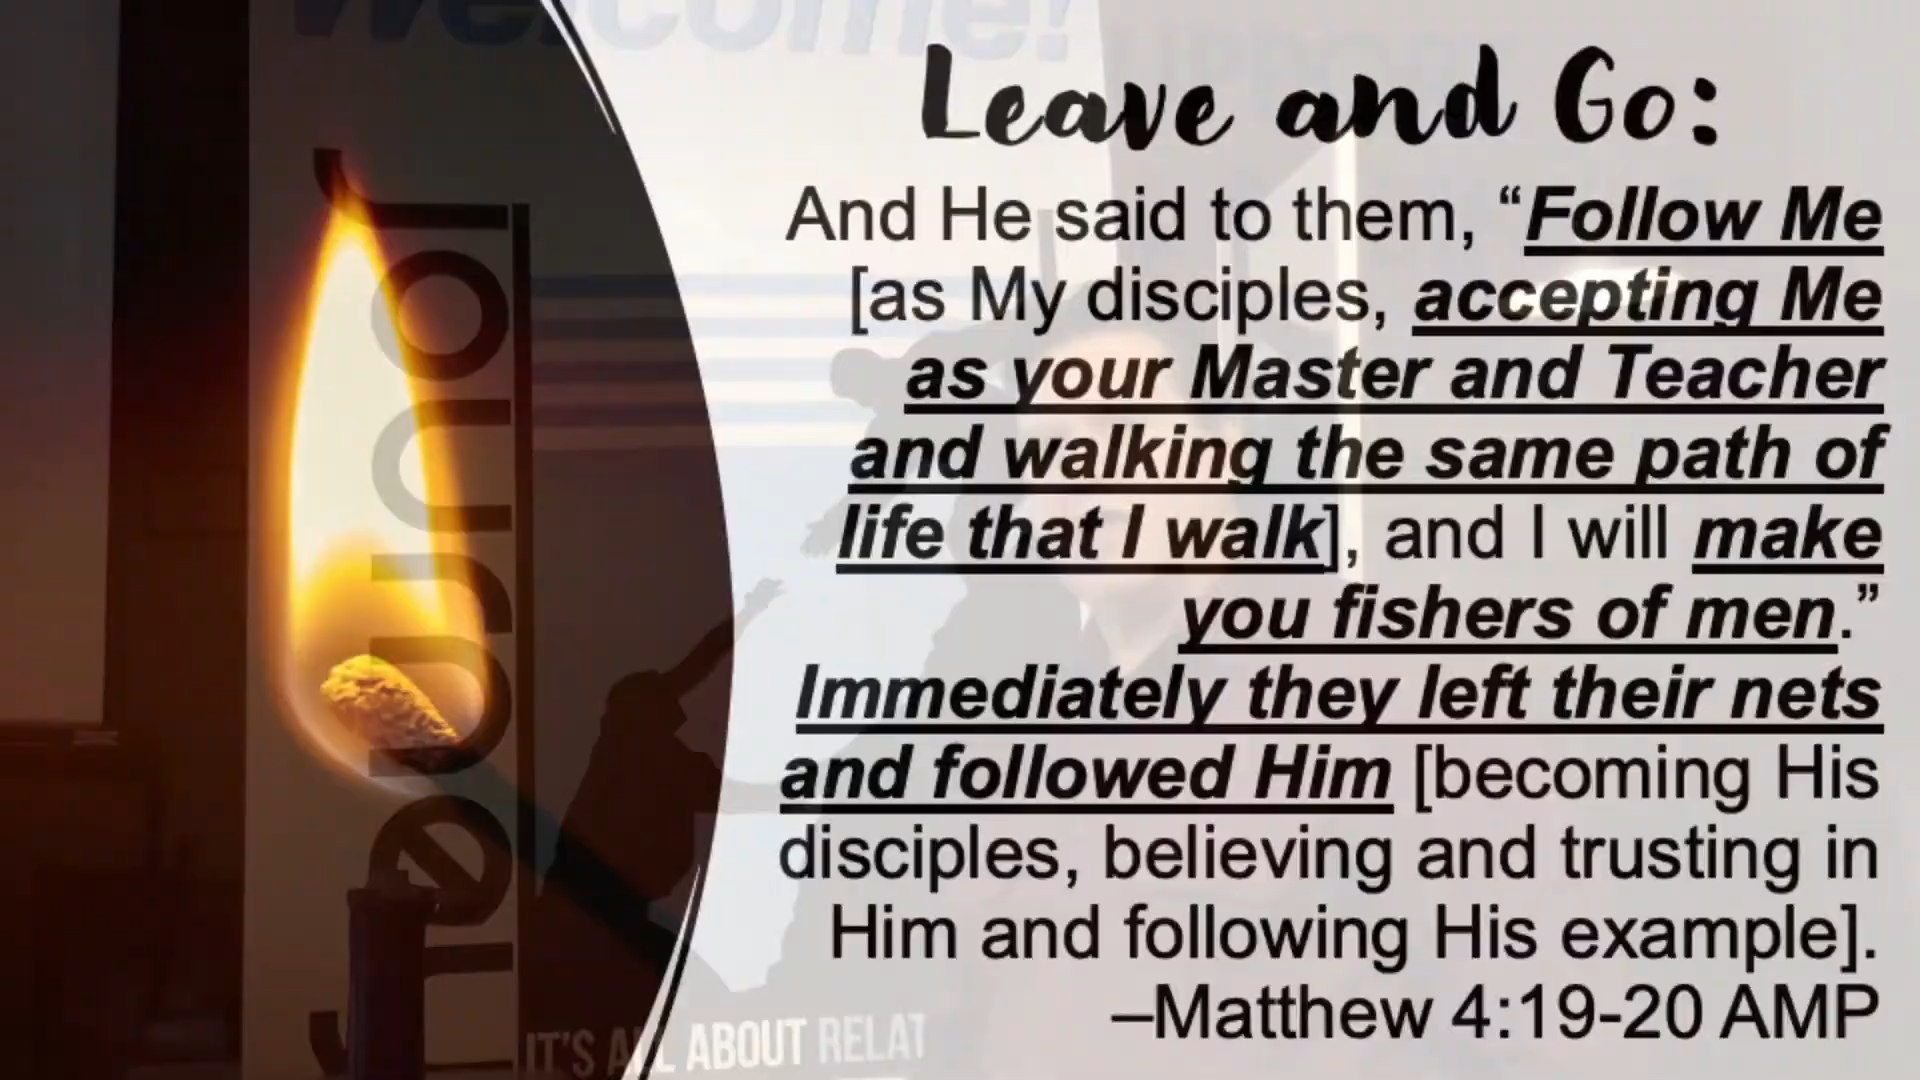 Welcome!
Leave and Go:
And He said to them, “Follow Me
[as My disciples, accepting Me
as your Master and Teacher
and walking the same path of
life that I walk], and I will make
you fishers of men.”
Immediately they left their nets
and followed Him [becoming His
disciples, believing and trusting in
Him and following His example].
–Matthew 4:19-20 AMP
IT'S ALL ABOUT RELAT